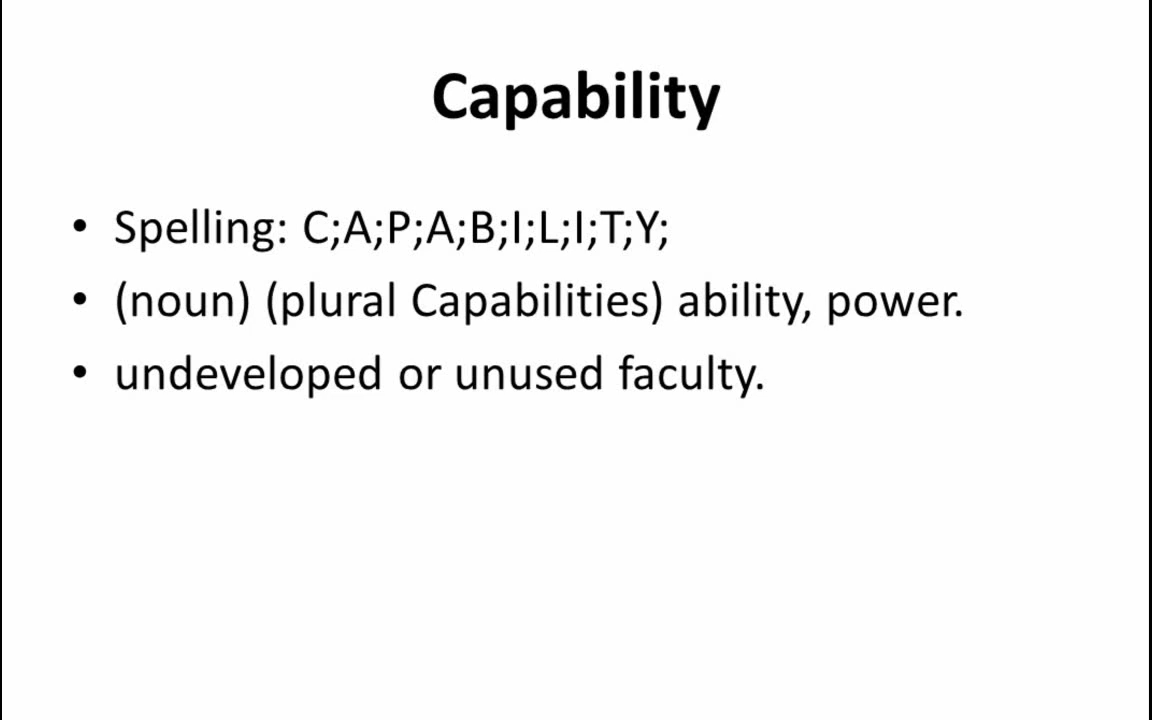 Capability
• Spelling: C;A;P;A;B;I;L;I;T;Y;
• (noun) (plural Capabilities) ability, power.
• undeveloped or unused faculty.